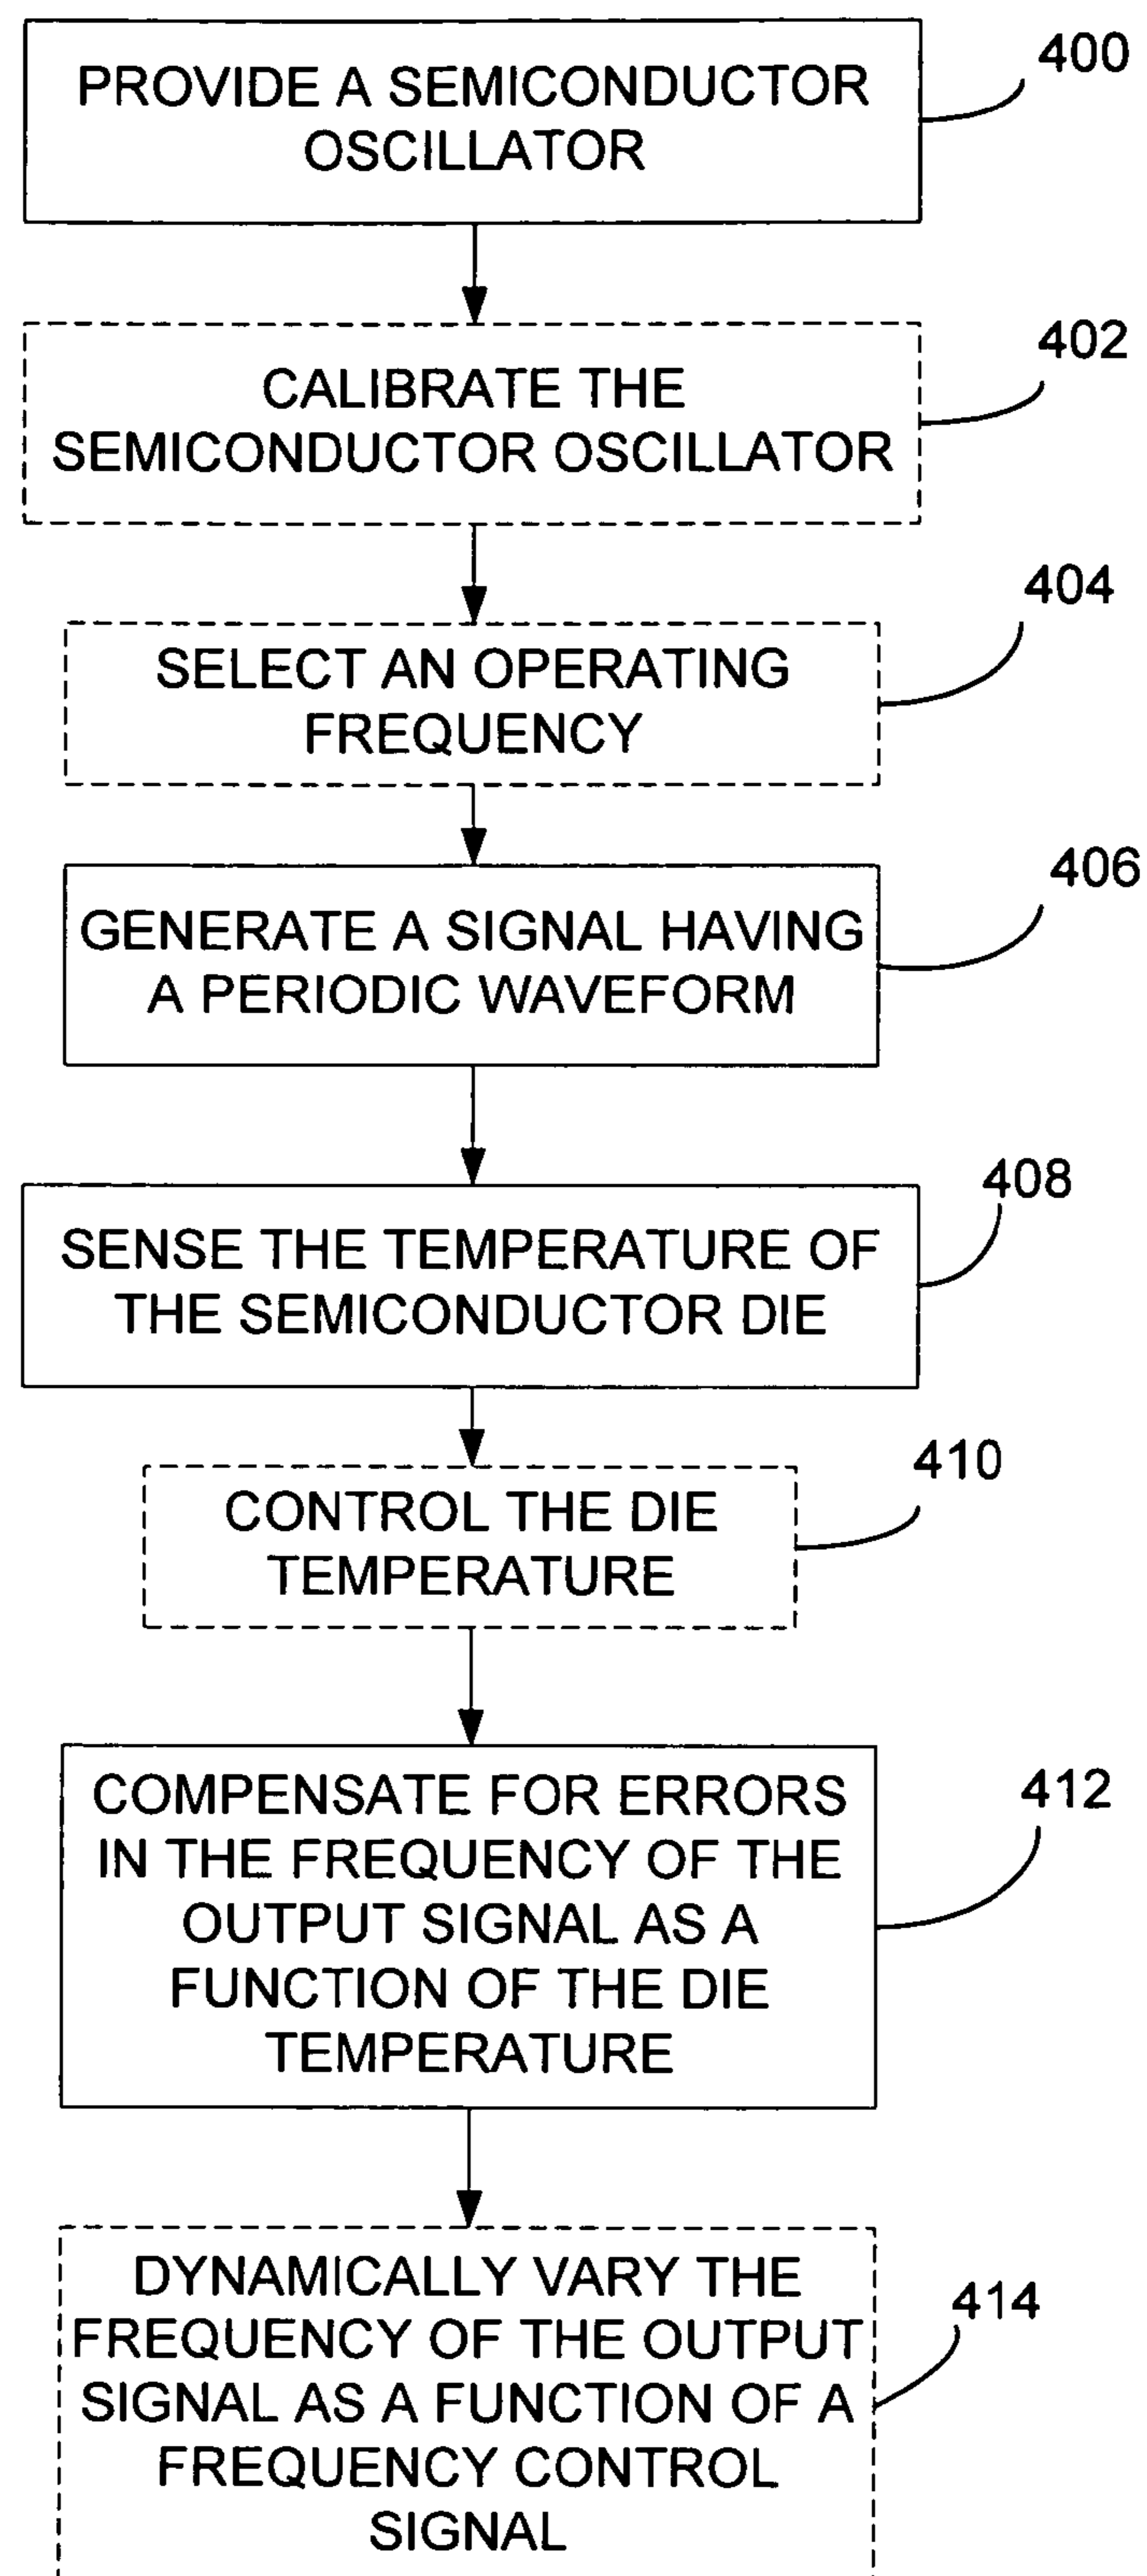 PROVIDE A SEMICONDUCTOR
OSCILLATOR
400
CALIBRATE THE
SEMICONDUCTOR OSCILLATOR
402
SELECT AN OPERATING
FREQUENCY
404
GENERATE A SIGNAL HAVING
A PERIODIC WAVEFORM
406
SENSE THE TEMPERATURE OF
THE SEMICONDUCTOR DIE
408
CONTROL THE DIE
TEMPERATURE
410
COMPENSATE FOR ERRORS
IN THE FREQUENCY OF THE
OUTPUT SIGNAL AS A
FUNCTION OF THE DIE
TEMPERATURE
412
DYNAMICALLY VARY THE
FREQUENCY OF THE OUTPUT
SIGNAL AS A FUNCTION OF A
FREQUENCY CONTROL
SIGNAL
414